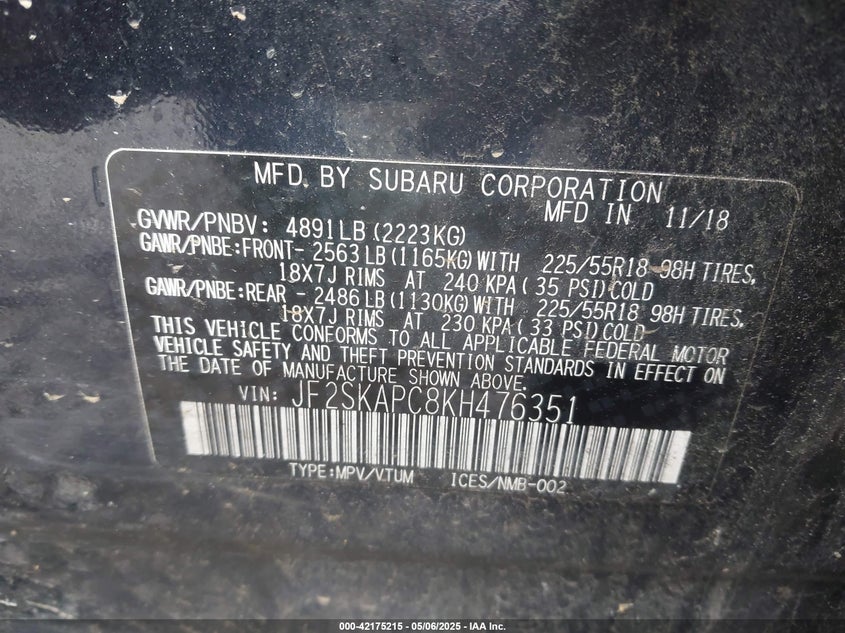 MFD. BY SUBARU CORPORATION
MFD IN 11/18
GVWR/PNBV: 4891LB (2223KG)
GAWR/PNBE:FRONT- 2563LB (1165KG) WITH 225/55R18 98H TIRES,
18X7J RIMS AT 240 KPA ( 35 PSI) COLD
GAWR/PNBE:REAR - 2486LB (1130KG) WITH 225/55R18 98H TIRES,
18X7J RIMS AT 230 KPA ( 33 PSI) COLD
THIS VEHICLE CONFORMS TO ALL APPLICABLE FEDERAL MOTOR
VEHICLE SAFETY AND THEFT PREVENTION STANDARDS IN EFFECT ON
THE DATE OF MANUFACTURE SHOWN ABOVE.
VIN: JF2SKAPC8KH476351
TYPE:MPV/VTUM ICES/NMB-002
000-42175215 - 05/06/2025 - IAA Inc.